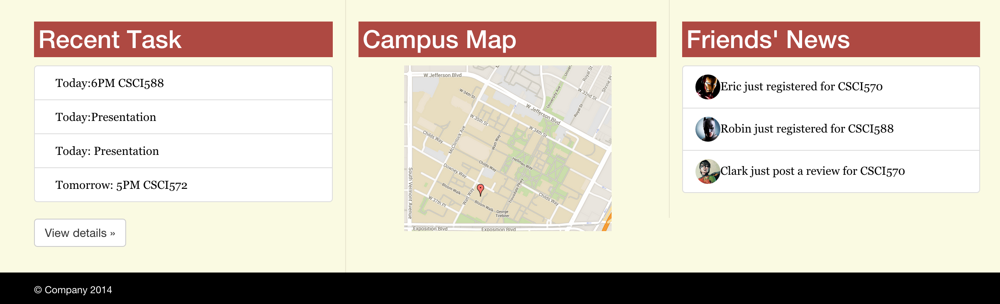 Recent Task
Today:6PM CSCI588
Today:Presentation
Today: Presentation
Tomorrow: 5PM CSCI572
View details »
Campus Map
W Jefferson Blvd
Royal St
W 34th St
University Ave
W 32nd St
W Jefferson Blvd
Royal St
W 35th St
W 34th St
Childs Way
McClintock Ave
Watt Way
Hellman Way
Childs Way
Downey Way
South Vermont Avenue
Bloom Walk
Trousdale Pkwy
Watt Way
Childs Way
W 37th Pl
Bloom Walk
George
Tirebiter
Exposition Blvd
Exposition Blvd
Friends' News
Eric just registered for CSCI570
Robin just registered for CSCI588
Clark just post a review for CSCI570
© Company 2014